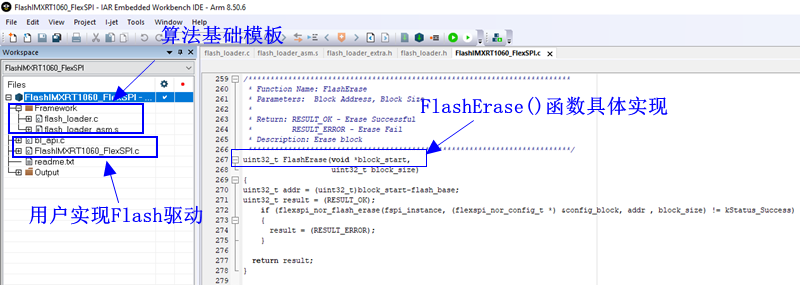 FlashIMXRT1060_FlexSPI - IAR Embedded Workbench IDE - Arm 8.50.6
File Edit View Project I-jet Tools Window Help
算法基础模板
Workspace
FlashIMXRT1060_FlexSPI
Files
FlashIMXRT1060_FlexSPI - ...
Framework
flash_loader.c
flash_loader_asm.s
bl_api.c
FlashIMXRT1060_FlexSPI.c
readme.txt
Output
用户实现Flash驱动
flash_loader.c flash_loader_asm.s flash_loader_extra.h flash_loader.h FlashIMXRT1060_FlexSPI.c
259 /***********************************************************************
260 * Function Name: FlashErase
261 * Parameters: Block Address, Block Size
262 *
263 * Return: RESULT_OK - Erase Successful
264 * RESULT_ERROR - Erase Fail
265 * Description: Erase block
266 ***********************************************************************/
FlashErase()函数具体实现
267 uint32_t FlashErase(void *block_start,
268 uint32_t block_size)
269 {
270 uint32_t addr = (uint32_t)block_start-flash_base;
271 uint32_t result = (RESULT_OK);
272 if (flexspi_nor_flash_erase(fspi_instance, (flexspi_nor_config_t *) &config_block, addr , block_size) != kStatus_Success)
273 {
274 result = (RESULT_ERROR);
275 }
276
277 return result;
278 }
279